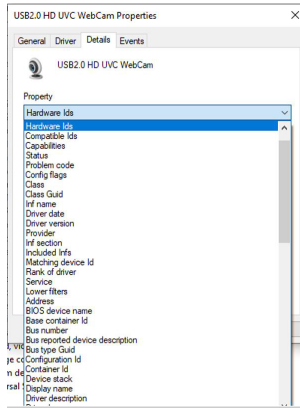 USB2.0 HD UVC WebCam Properties
General Driver Details Events
USB2.0 HD UVC WebCam
Property
Hardware Ids
Hardware Ids
Compatible Ids
Capabilities
Status
Problem code
Config flags
Class
Class Guid
Inf name
Driver date
Driver version
Provider
Inf section
Included Infs
Matching device Id
Rank of driver
Service
Lower filters
Address
BIOS device name
Base container Id
Bus number
Bus reported device description
Bus type Guid
Configuration Id
Container Id
Device stack
Display name
Driver description